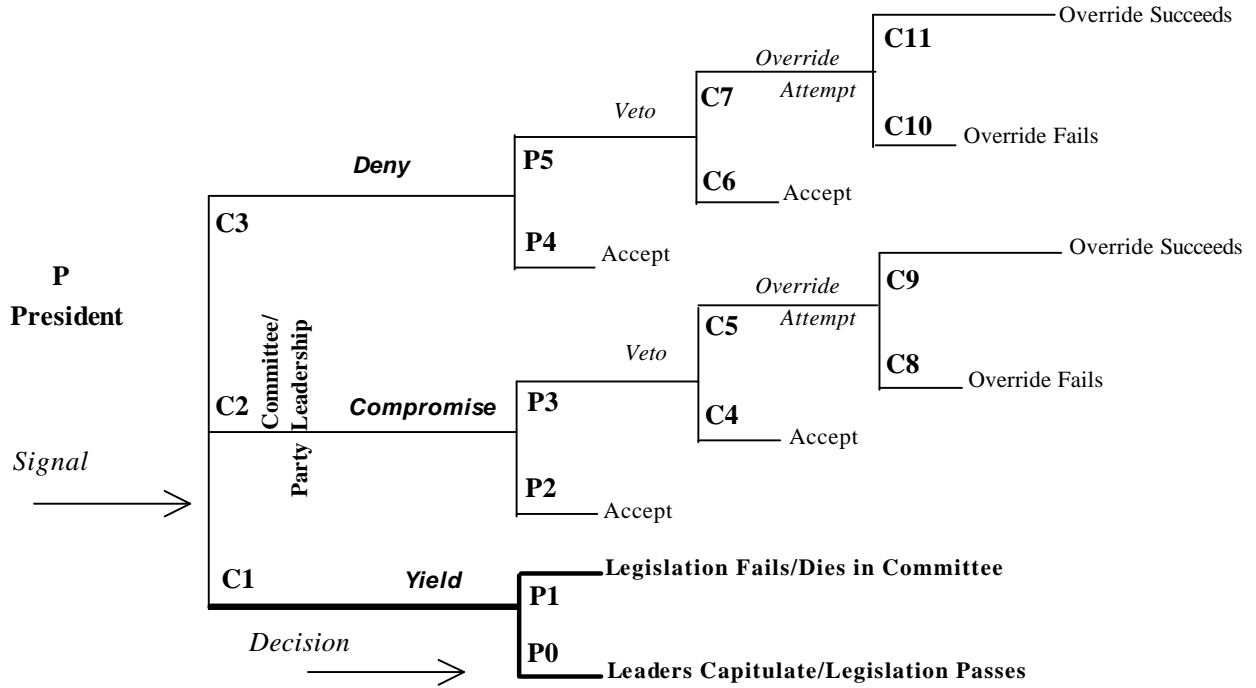 Override Succeeds
C11
Override
Attempt
C7
Veto
C10
Override Fails
P5
Deny
C6
Accept
C3
P4
Accept
Override Succeeds
P
President
C9
Override
Attempt
C5
Veto
C8
Override Fails
Committee/
Party Leadership
C2
Compromise
P3
C4
Accept
Signal
P2
Accept
C1
Yield
Legislation Fails/Dies in Committee
P1
Decision
P0
Leaders Capitulate/Legislation Passes